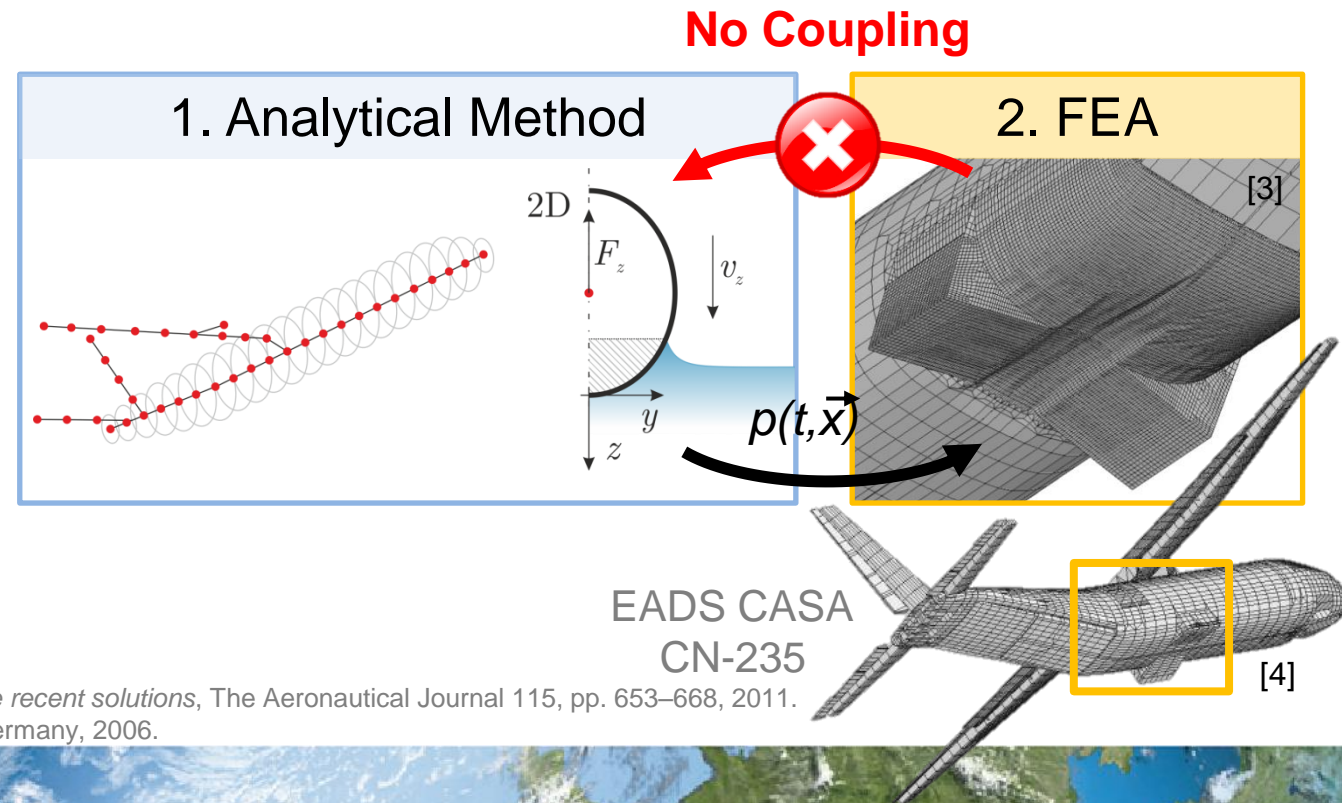 No Coupling
1. Analytical Method
2. FEA
[3]
2D
F_z
v_z
y
z
p(t,x⃗)
EADS CASA
CN-235
[4]
recent solutions, The Aeronautical Journal 115, pp. 653–668, 2011.
ermany, 2006.